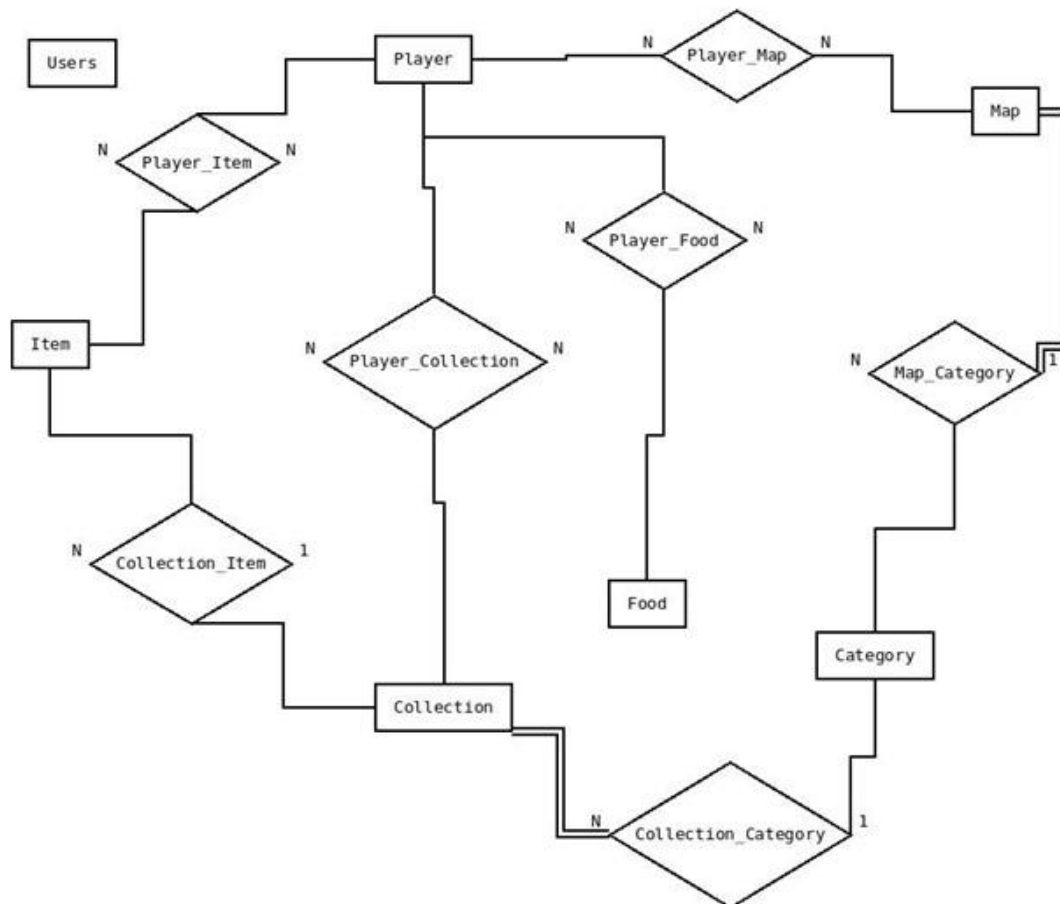 Users
Player
N
Player_Map
N
Map
N
Player_Item
N
N
Player_Food
N
Item
N
Player_Collection
N
N
Map_Category
1
N
Collection_Item
1
Food
Category
Collection
N
Collection_Category
1